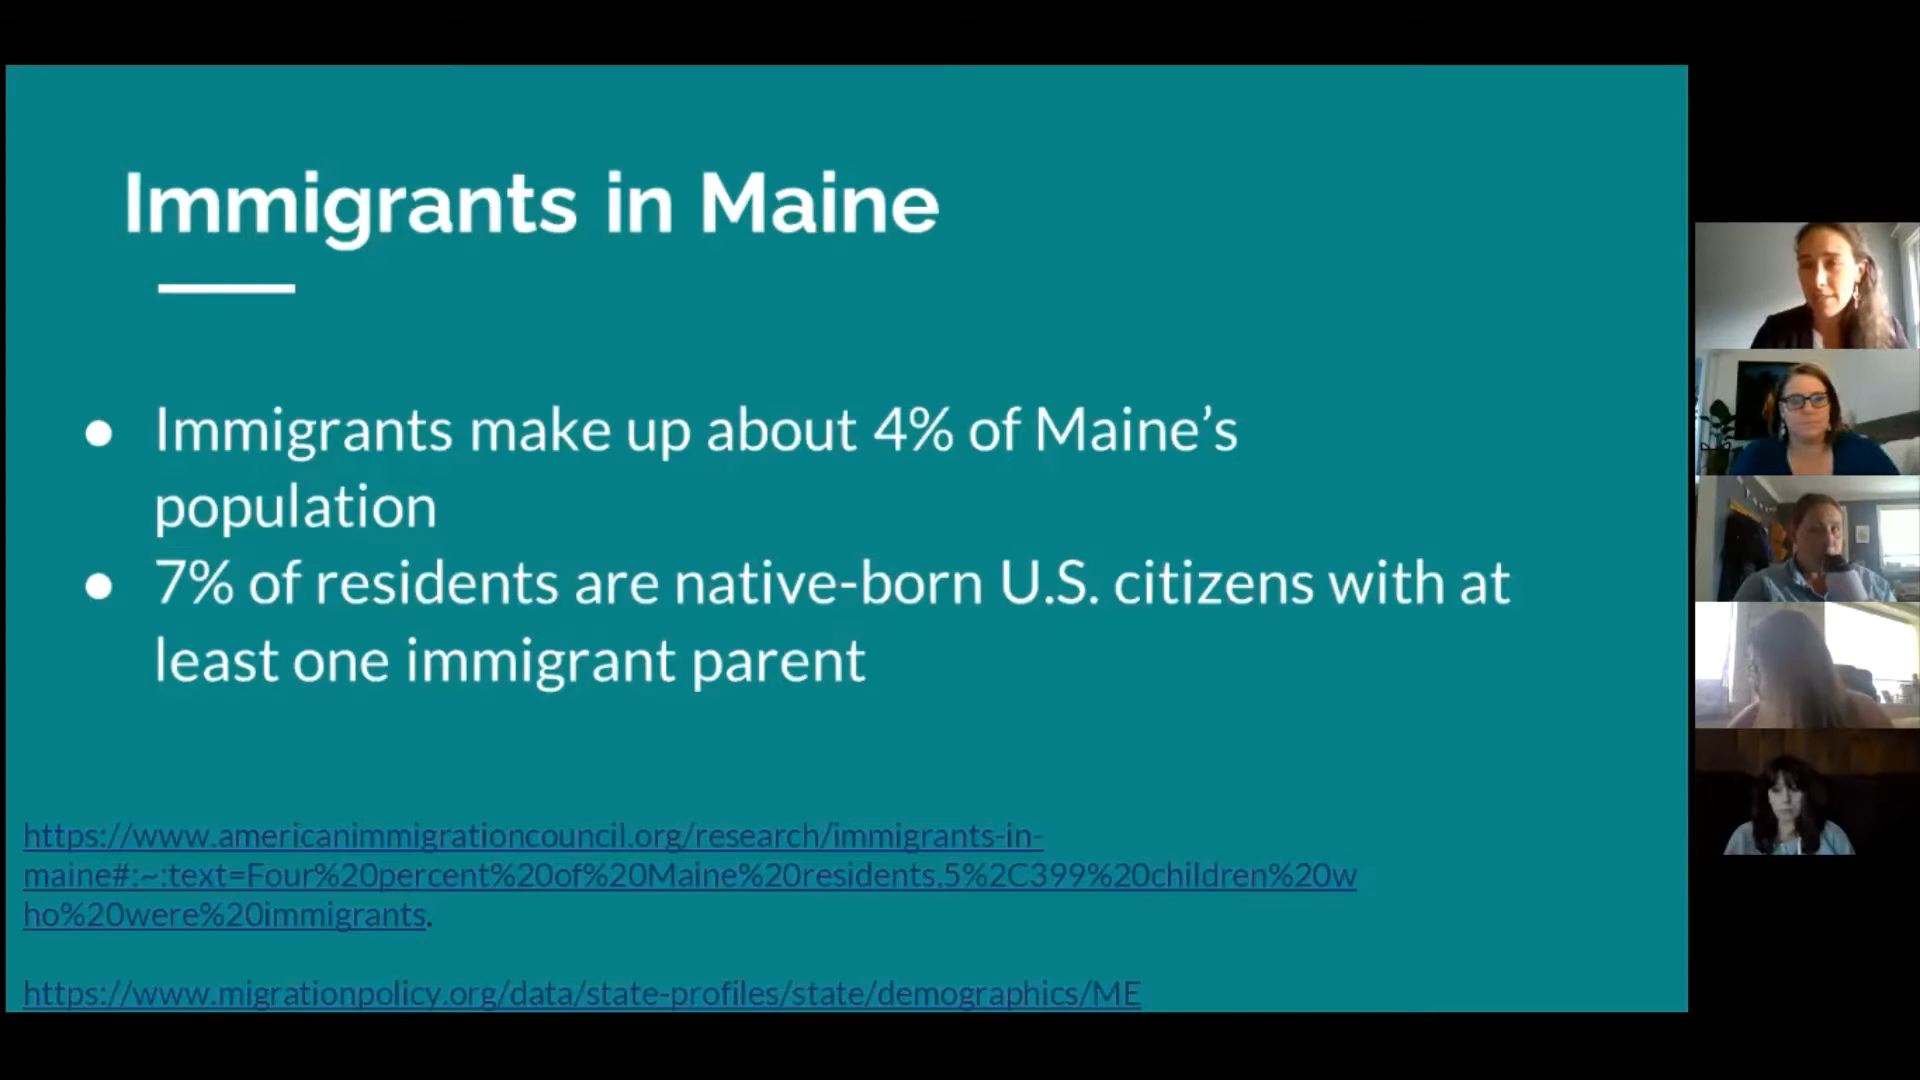 Immigrants in Maine
● Immigrants make up about 4% of Maine’s
population
● 7% of residents are native-born U.S. citizens with at
least one immigrant parent
https://www.americanimmigrationcouncil.org/research/immigrants-in-
maine#:~:text=Four%20percent%20of%20Maine%20residents,5%2C399%20children%20w
ho%20were%20immigrants.
https://www.migrationpolicy.org/data/state-profiles/state/demographics/ME